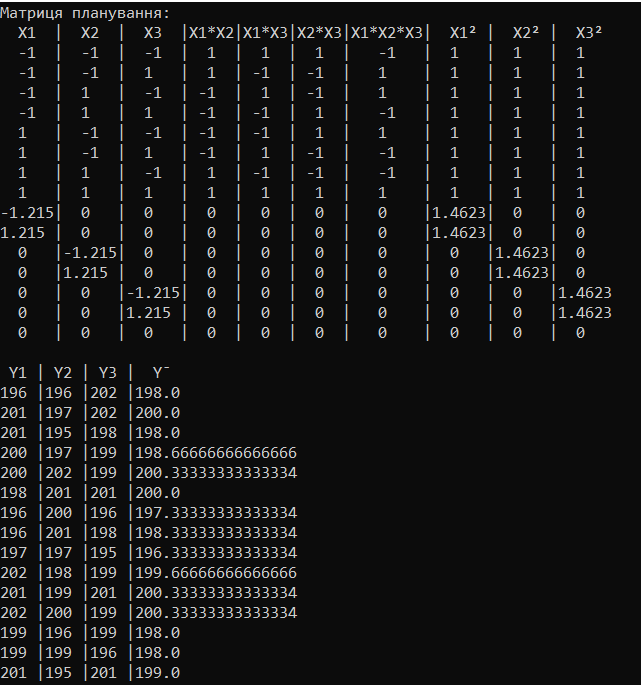 Матриця планування:
X1 | X2 | X3 |X1*X2|X1*X3|X2*X3|X1*X2*X3| X1² | X2² | X3²
-1 | -1 | -1 | 1 | 1 | 1 | -1 | 1 | 1 | 1
-1 | -1 | 1 | 1 | -1 | -1 | 1 | 1 | 1 | 1
-1 | 1 | -1 | -1 | 1 | -1 | 1 | 1 | 1 | 1
-1 | 1 | 1 | -1 | -1 | 1 | -1 | 1 | 1 | 1
1 | -1 | -1 | -1 | -1 | 1 | 1 | 1 | 1 | 1
1 | -1 | 1 | -1 | 1 | -1 | -1 | 1 | 1 | 1
1 | 1 | -1 | 1 | -1 | -1 | -1 | 1 | 1 | 1
1 | 1 | 1 | 1 | 1 | 1 | 1 | 1 | 1 | 1
-1.215| 0 | 0 | 0 | 0 | 0 | 0 |1.4623| 0 | 0
1.215 | 0 | 0 | 0 | 0 | 0 | 0 |1.4623| 0 | 0
0 |-1.215| 0 | 0 | 0 | 0 | 0 | 0 |1.4623| 0
0 |1.215 | 0 | 0 | 0 | 0 | 0 | 0 |1.4623| 0
0 | 0 |-1.215| 0 | 0 | 0 | 0 | 0 | 0 |1.4623
0 | 0 |1.215 | 0 | 0 | 0 | 0 | 0 | 0 |1.4623
0 | 0 | 0 | 0 | 0 | 0 | 0 | 0 | 0 | 0
Y1 | Y2 | Y3 | Y¯
196 |196 |202 |198.0
201 |197 |202 |200.0
201 |195 |198 |198.0
200 |197 |199 |198.66666666666666
200 |202 |199 |200.33333333333334
198 |201 |201 |200.0
196 |200 |196 |197.33333333333334
196 |201 |198 |198.33333333333334
197 |197 |195 |196.33333333333334
202 |198 |199 |199.66666666666666
201 |199 |201 |200.33333333333334
202 |200 |199 |200.33333333333334
199 |196 |199 |198.0
199 |199 |196 |198.0
201 |195 |201 |199.0